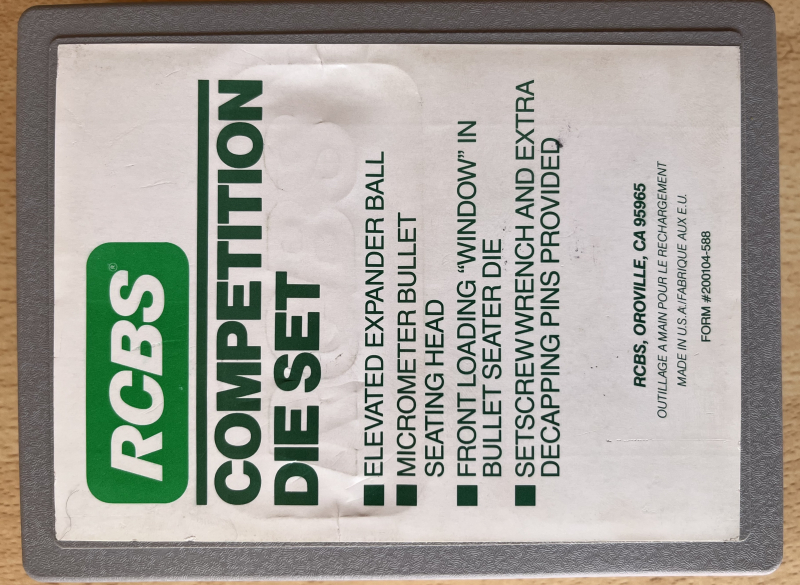 RCBS®
COMPETITION
DIE SET
ELEVATED EXPANDER BALL
MICROMETER BULLET
SEATING HEAD
FRONT LOADING "WINDOW" IN
BULLET SEATER DIE
SETSCREW WRENCH AND EXTRA
DECAPPING PINS PROVIDED
RCBS, OROVILLE, CA 95965
OUTILLAGE A MAIN POUR LE RECHARGEMENT
MADE IN U.S.A./FABRIQUE AUX E.U.
FORM #200104-588